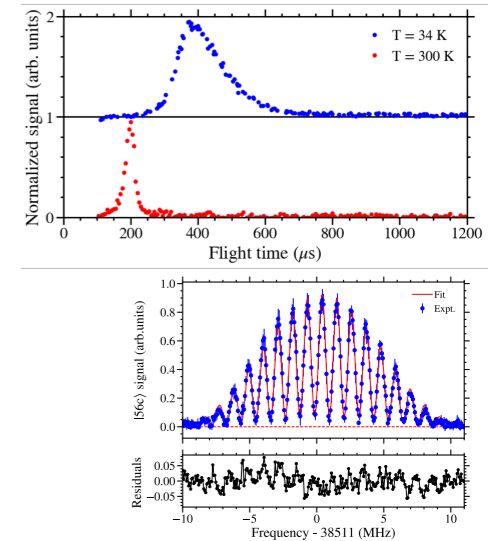 Normalized signal (arb. units)
2
1
0
T = 34 K
T = 300 K
0 200 400 600 800 1000 1200
Flight time (μs)
|56c⟩ signal (arb.units)
1.0
0.8
0.6
0.4
0.2
0.0
Fit
Expt.
Residuals
0.05
0.00
−0.05
−10 −5 0 5 10
Frequency - 38511 (MHz)